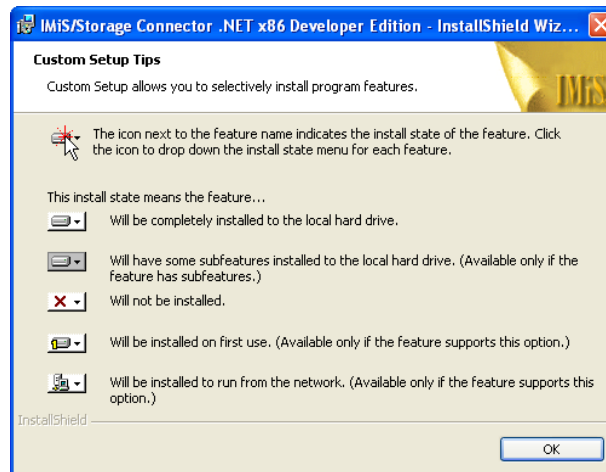 IMiS/Storage Connector .NET x86 Developer Edition - InstallShield Wiz...
Custom Setup Tips
Custom Setup allows you to selectively install program features.
IMiS
The icon next to the feature name indicates the install state of the feature. Click
the icon to drop down the install state menu for each feature.
This install state means the feature...
Will be completely installed to the local hard drive.
Will have some subfeatures installed to the local hard drive. (Available only if the
feature has subfeatures.)
Will not be installed.
Will be installed on first use. (Available only if the feature supports this option.)
Will be installed to run from the network. (Available only if the feature supports this
option.)
InstallShield
OK